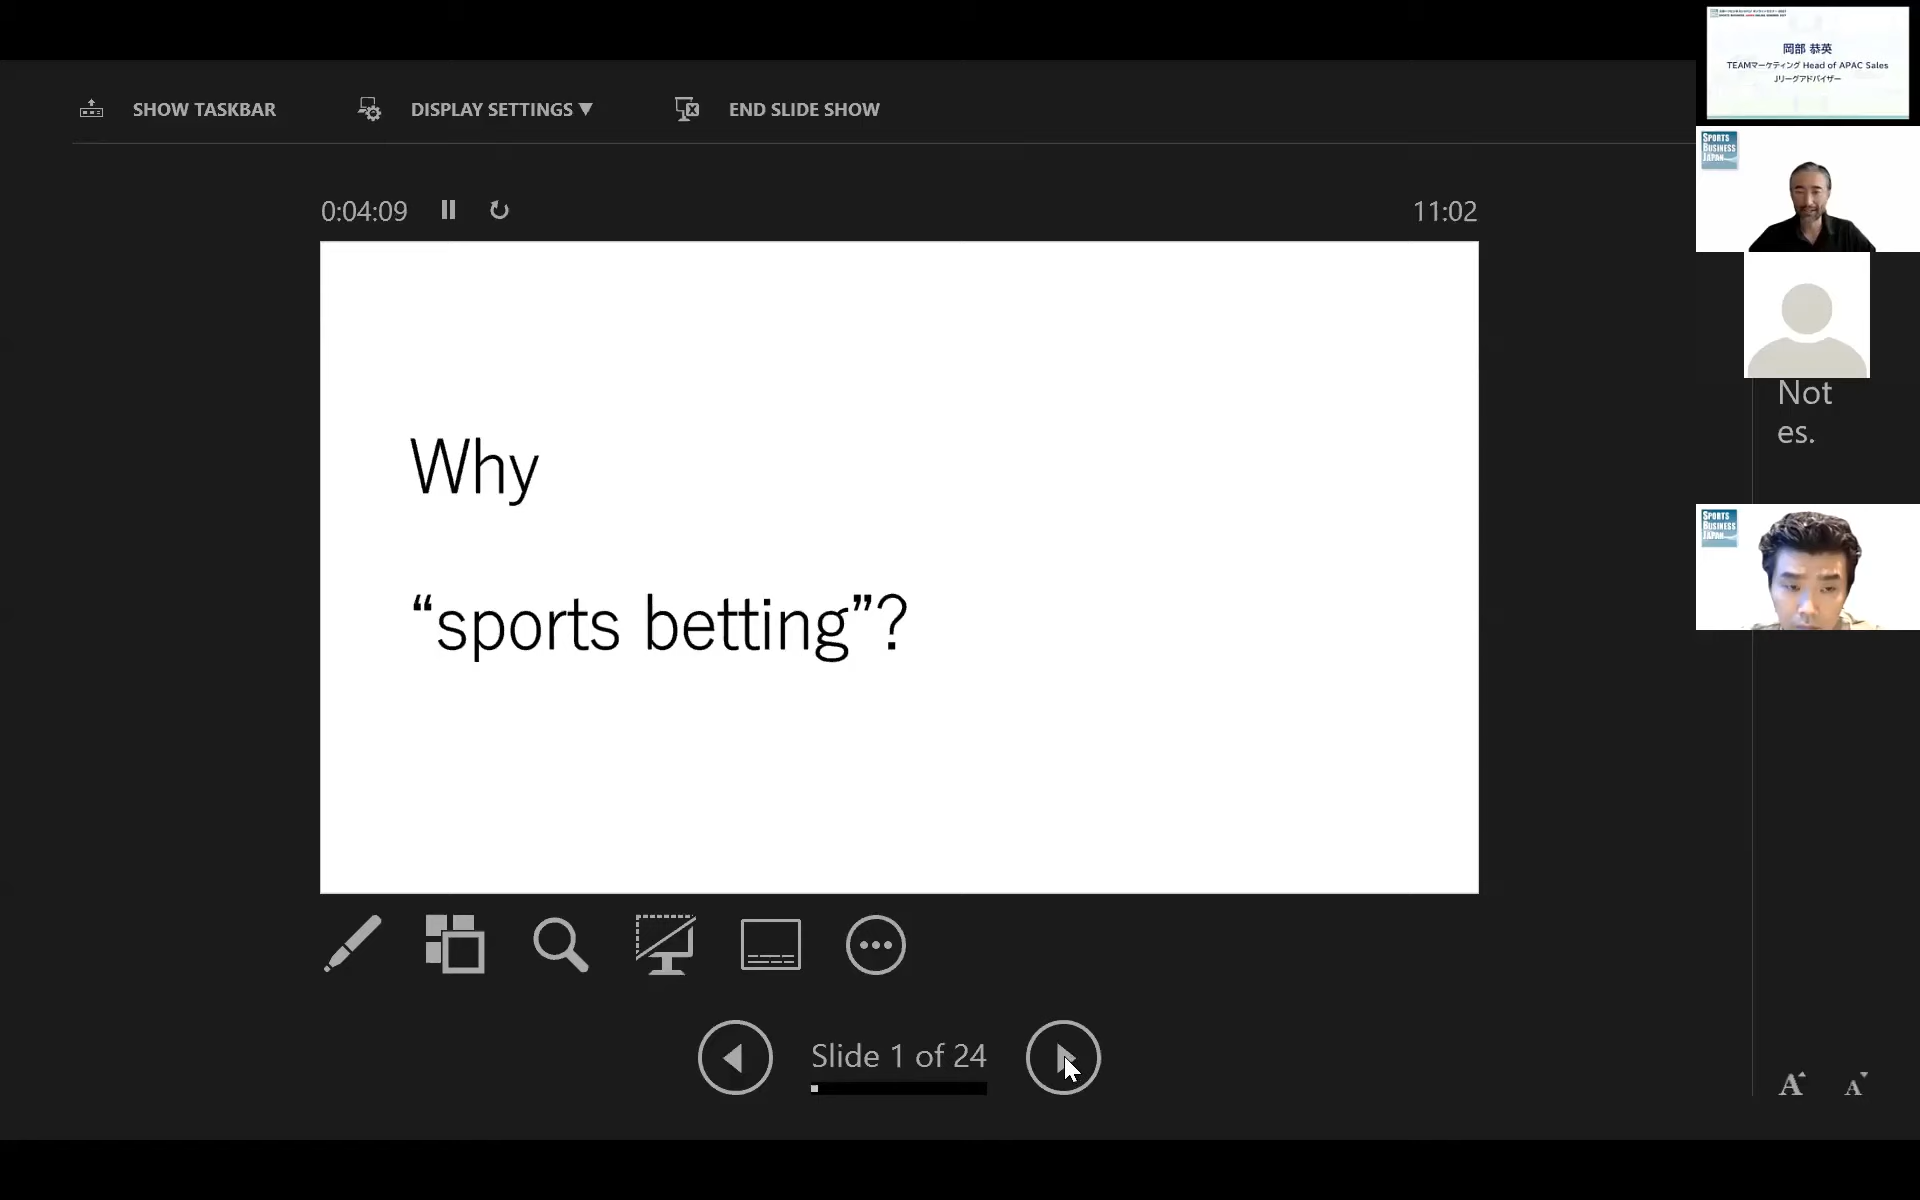 SHOW TASKBAR
DISPLAY SETTINGS ▼
END SLIDE SHOW
0:04:09
11:02
Why
“sports betting”?
Slide 1 of 24
岡部 恭英
TEAMマーケティング Head of APAC Sales
Jリーグアドバイザー
SPORTS
BUSINESS
JAPAN
Not
es.
SPORTS
BUSINESS
JAPAN
A
A